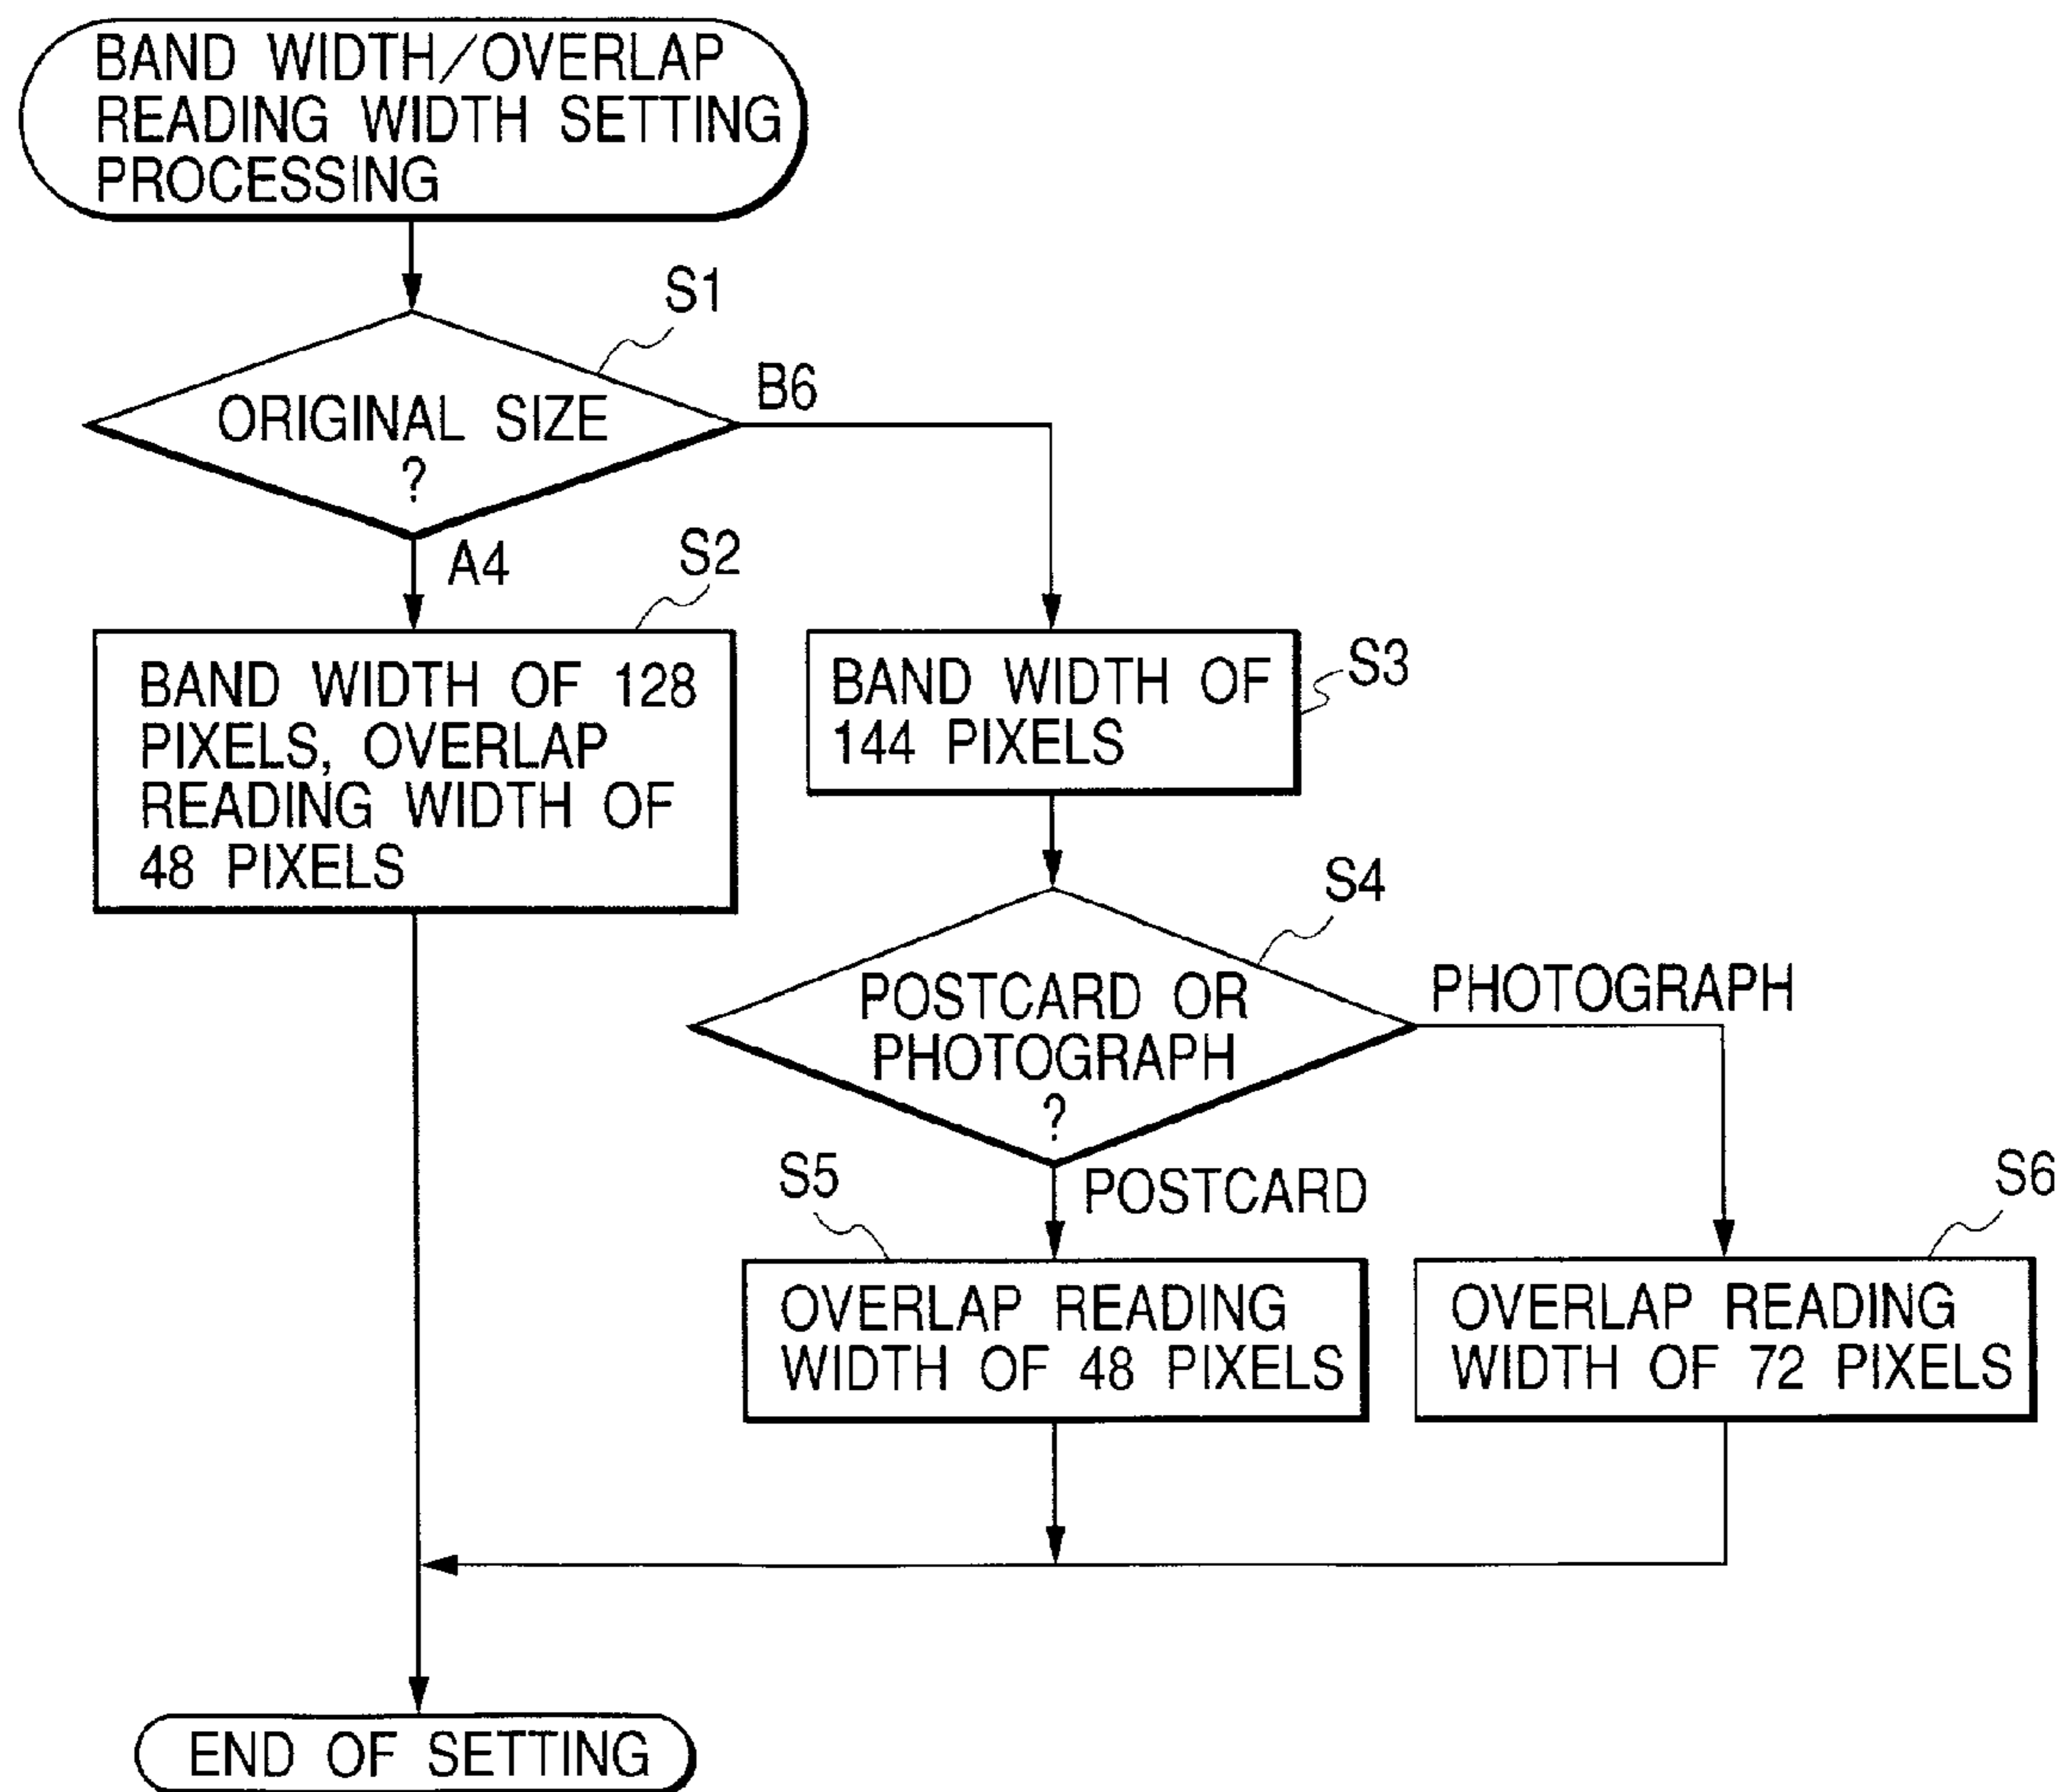 BAND WIDTH/OVERLAP
READING WIDTH SETTING
PROCESSING
S1
ORIGINAL SIZE
?
B6
A4
S2
BAND WIDTH OF 128
PIXELS, OVERLAP
READING WIDTH OF
48 PIXELS
BAND WIDTH OF
144 PIXELS
S3
S4
POSTCARD OR
PHOTOGRAPH
?
PHOTOGRAPH
POSTCARD
S5
OVERLAP READING
WIDTH OF 48 PIXELS
S6
OVERLAP READING
WIDTH OF 72 PIXELS
END OF SETTING